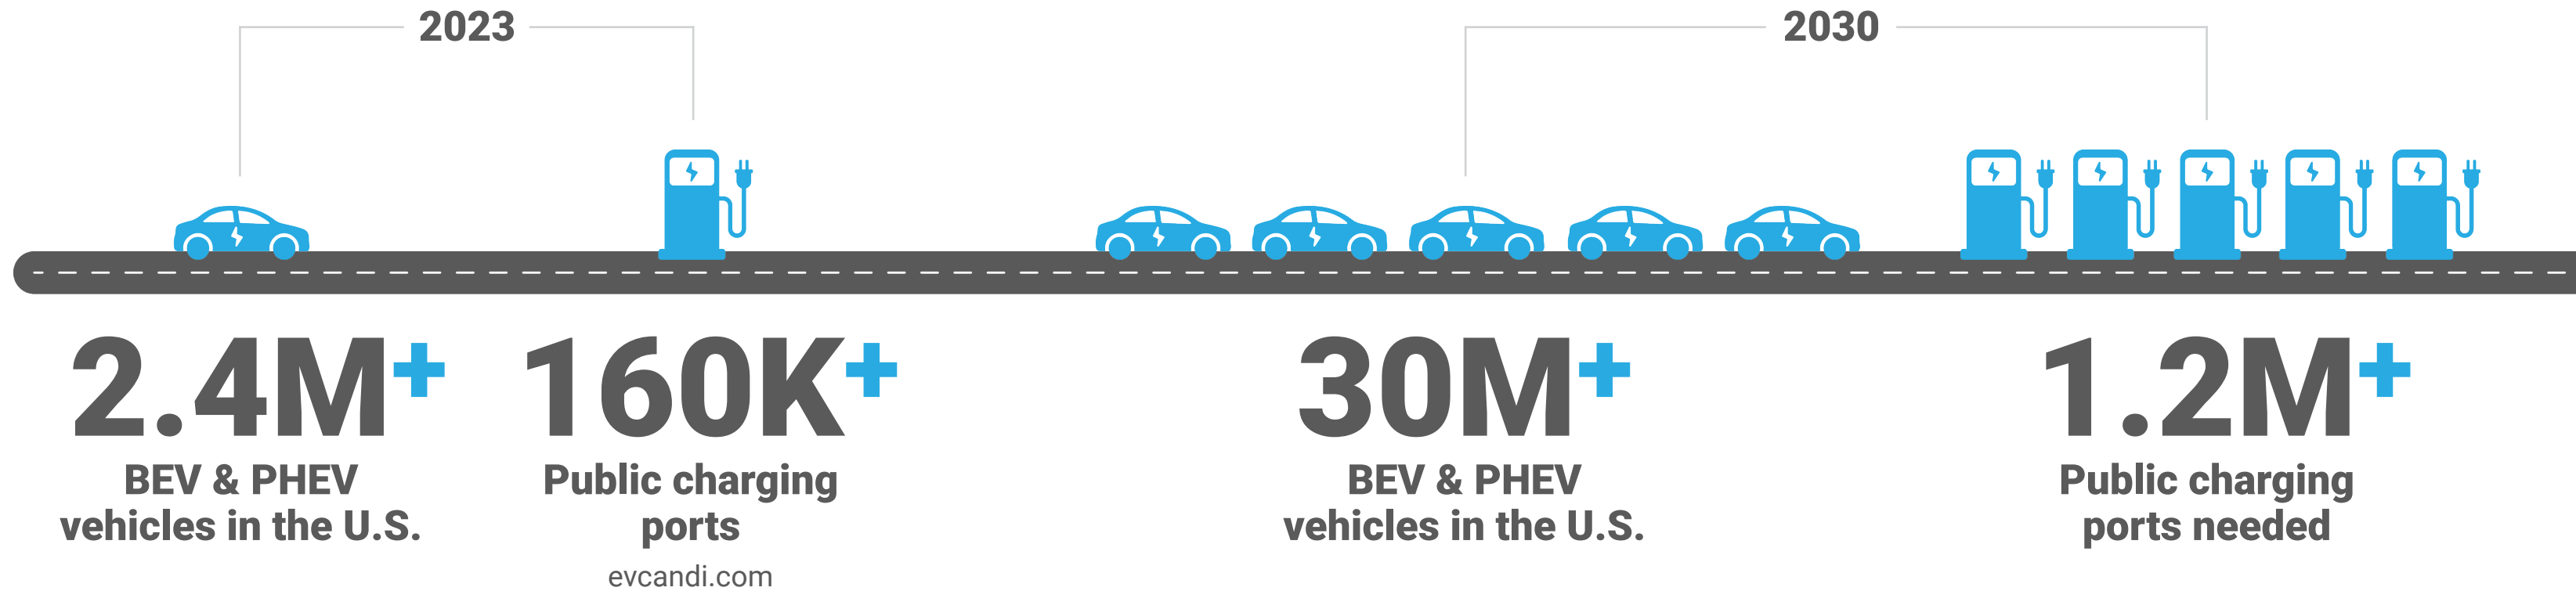 2023
2030
2.4M+
BEV & PHEV
vehicles in the U.S.
160K+
Public charging
ports
evcandi.com
30M+
BEV & PHEV
vehicles in the U.S.
1.2M+
Public charging
ports needed